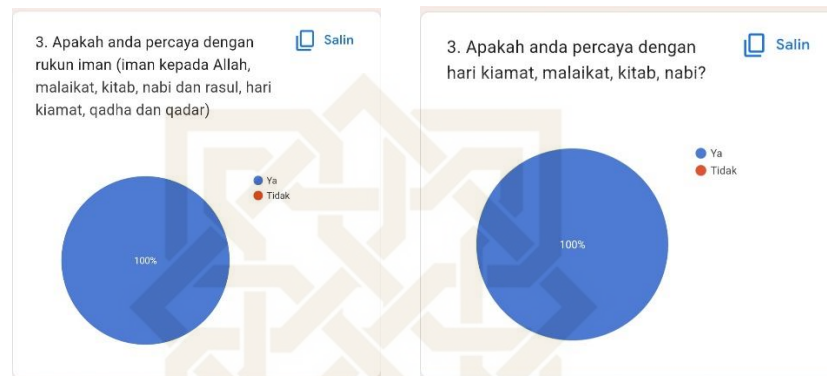 3. Apakah anda percaya dengan
rukun iman (iman kepada Allah,
malaikat, kitab, nabi dan rasul, hari
kiamat, qadha dan qadar)
Salin
Ya
Tidak
100%
3. Apakah anda percaya dengan
hari kiamat, malaikat, kitab, nabi?
Salin
Ya
Tidak
100%